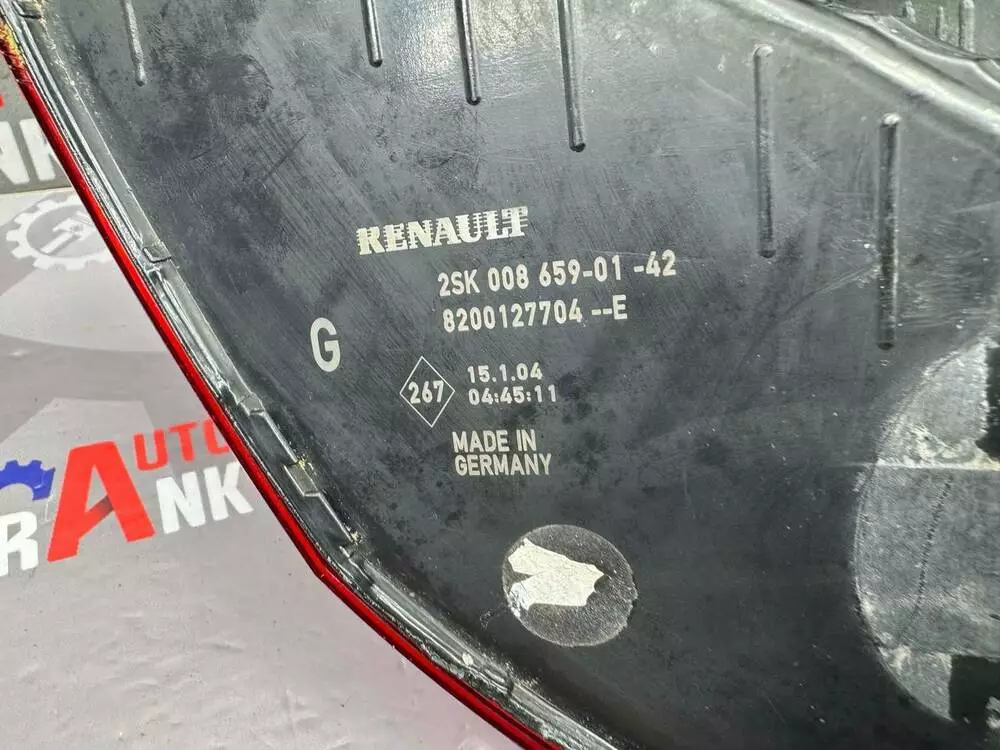 RENAULT
2SK 008 659-01 -42
8200127704 --E
G
267
15.1.04
04:45:11
MADE IN
GERMANY
AUTO
RANK
ANK